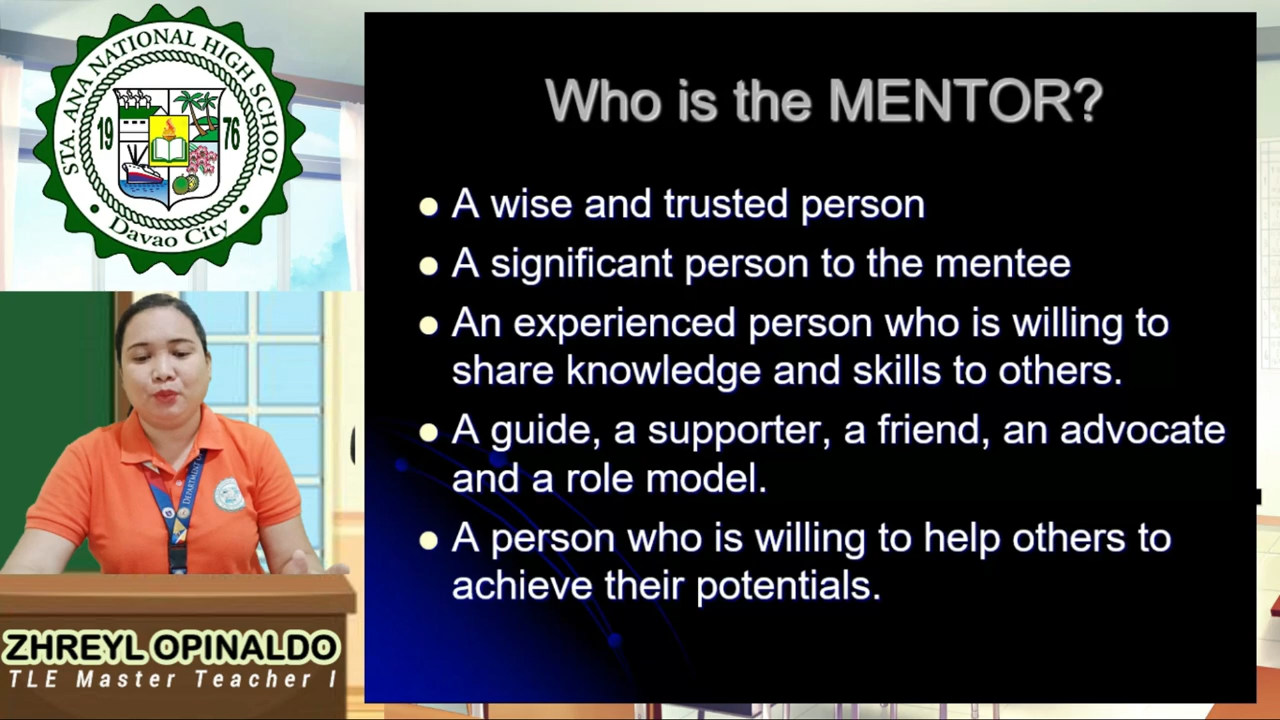 STA. ANA NATIONAL HIGH SCHOOL
19 76
Davao City
Who is the MENTOR?
A wise and trusted person
A significant person to the mentee
An experienced person who is willing to
share knowledge and skills to others.
A guide, a supporter, a friend, an advocate
and a role model.
A person who is willing to help others to
achieve their potentials.
DEPARTMENT
ZHREYL OPINALDO
TLE Master Teacher I